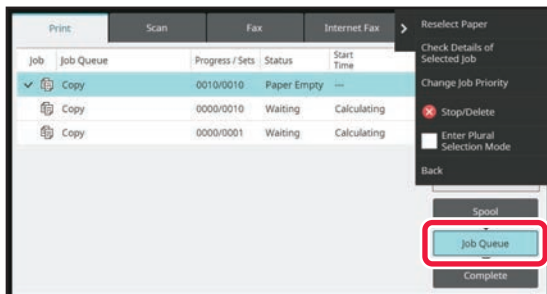 Print Scan Fax Internet Fax
Job Job Queue Progress / Sets Status Start Time
Copy 0010/0010 Paper Empty ---
Copy 0000/0010 Waiting Calculating
Copy 0000/0001 Waiting Calculating
Reselect Paper
Check Details of
Selected Job
Change Job Priority
Stop/Delete
Enter Plural
Selection Mode
Back
Spool
Job Queue
Complete